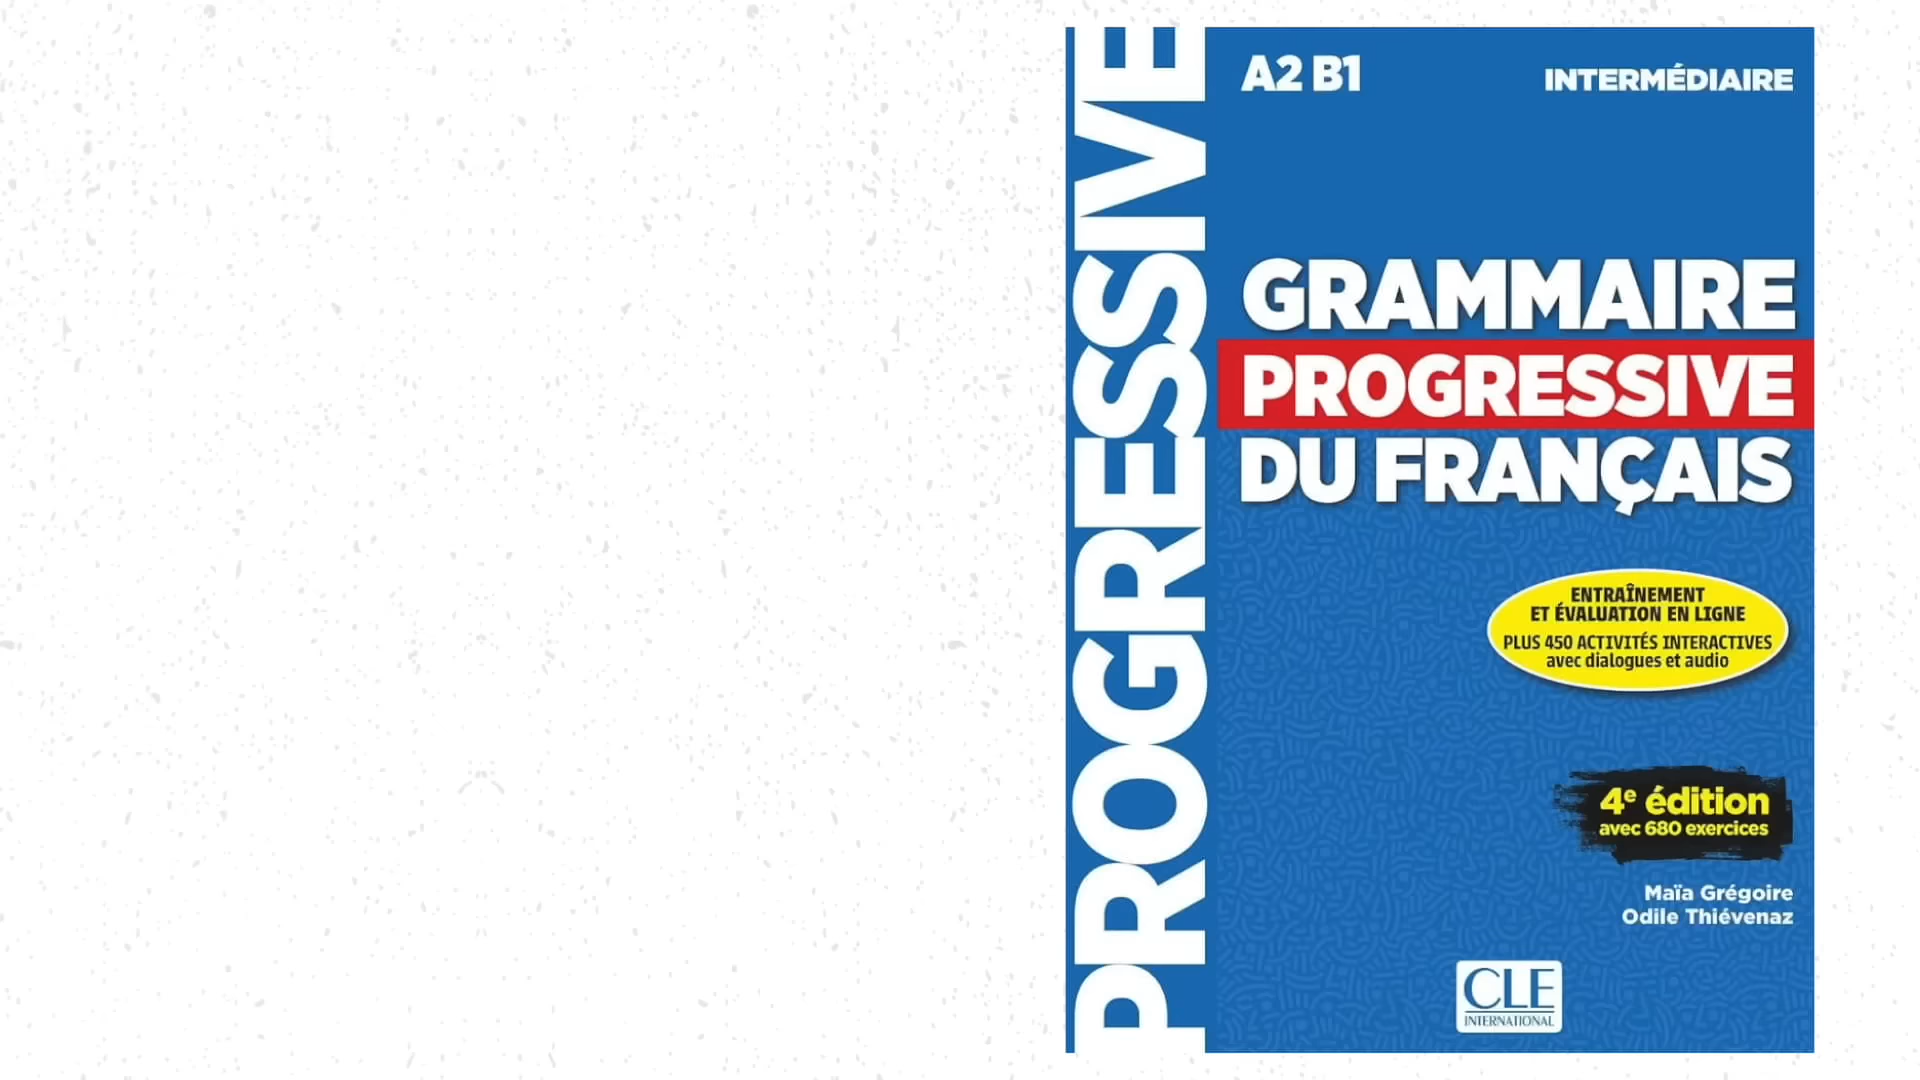 PROGRESSIVE
A2 B1
INTERMÉDIAIRE
GRAMMAIRE
PROGRESSIVE
DU FRANÇAIS
ENTRAÎNEMENT
ET ÉVALUATION EN LIGNE
PLUS 450 ACTIVITÉS INTERACTIVES
avec dialogues et audio
4e édition
avec 680 exercices
Maïa Grégoire
Odile Thiévenaz
CLE
INTERNATIONAL